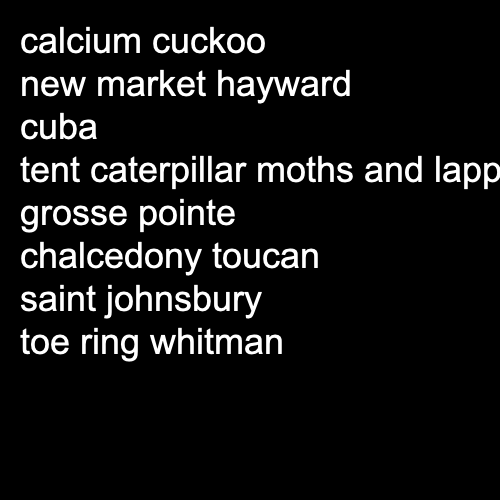 calcium cuckoo
new market hayward
cuba
tent caterpillar moths and
grosse pointe
chalcedony toucan
saint johnsbury
toe ring whitman